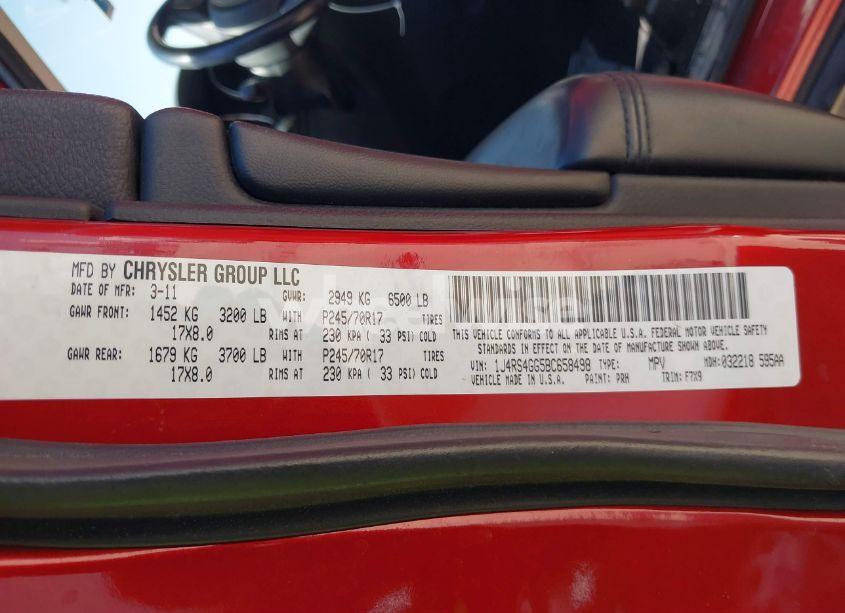 MFD BY CHRYSLER GROUP LLC
DATE OF MFR: 3-11 GVWR: 2949 KG 6500 LB
GAWR FRONT: 1452 KG 3200 LB WITH P245/70R17 TIRES
17X8.0 RIMS AT 230 KPA ( 33 PSI) COLD
GAWR REAR: 1679 KG 3700 LB WITH P245/70R17 TIRES
17X8.0 RIMS AT 230 KPA ( 33 PSI) COLD
THIS VEHICLE CONFORMS TO ALL APPLICABLE U.S.A. FEDERAL MOTOR VEHICLE SAFETY
STANDARDS IN EFFECT ON THE DATE OF MANUFACTURE SHOWN ABOVE.
VIN: 1J4RS4GG5BC658498 TYPE: MPV MDH: 032218 595AA
VEHICLE MADE IN U.S.A. PAINT: PRH TRIM: F7X9